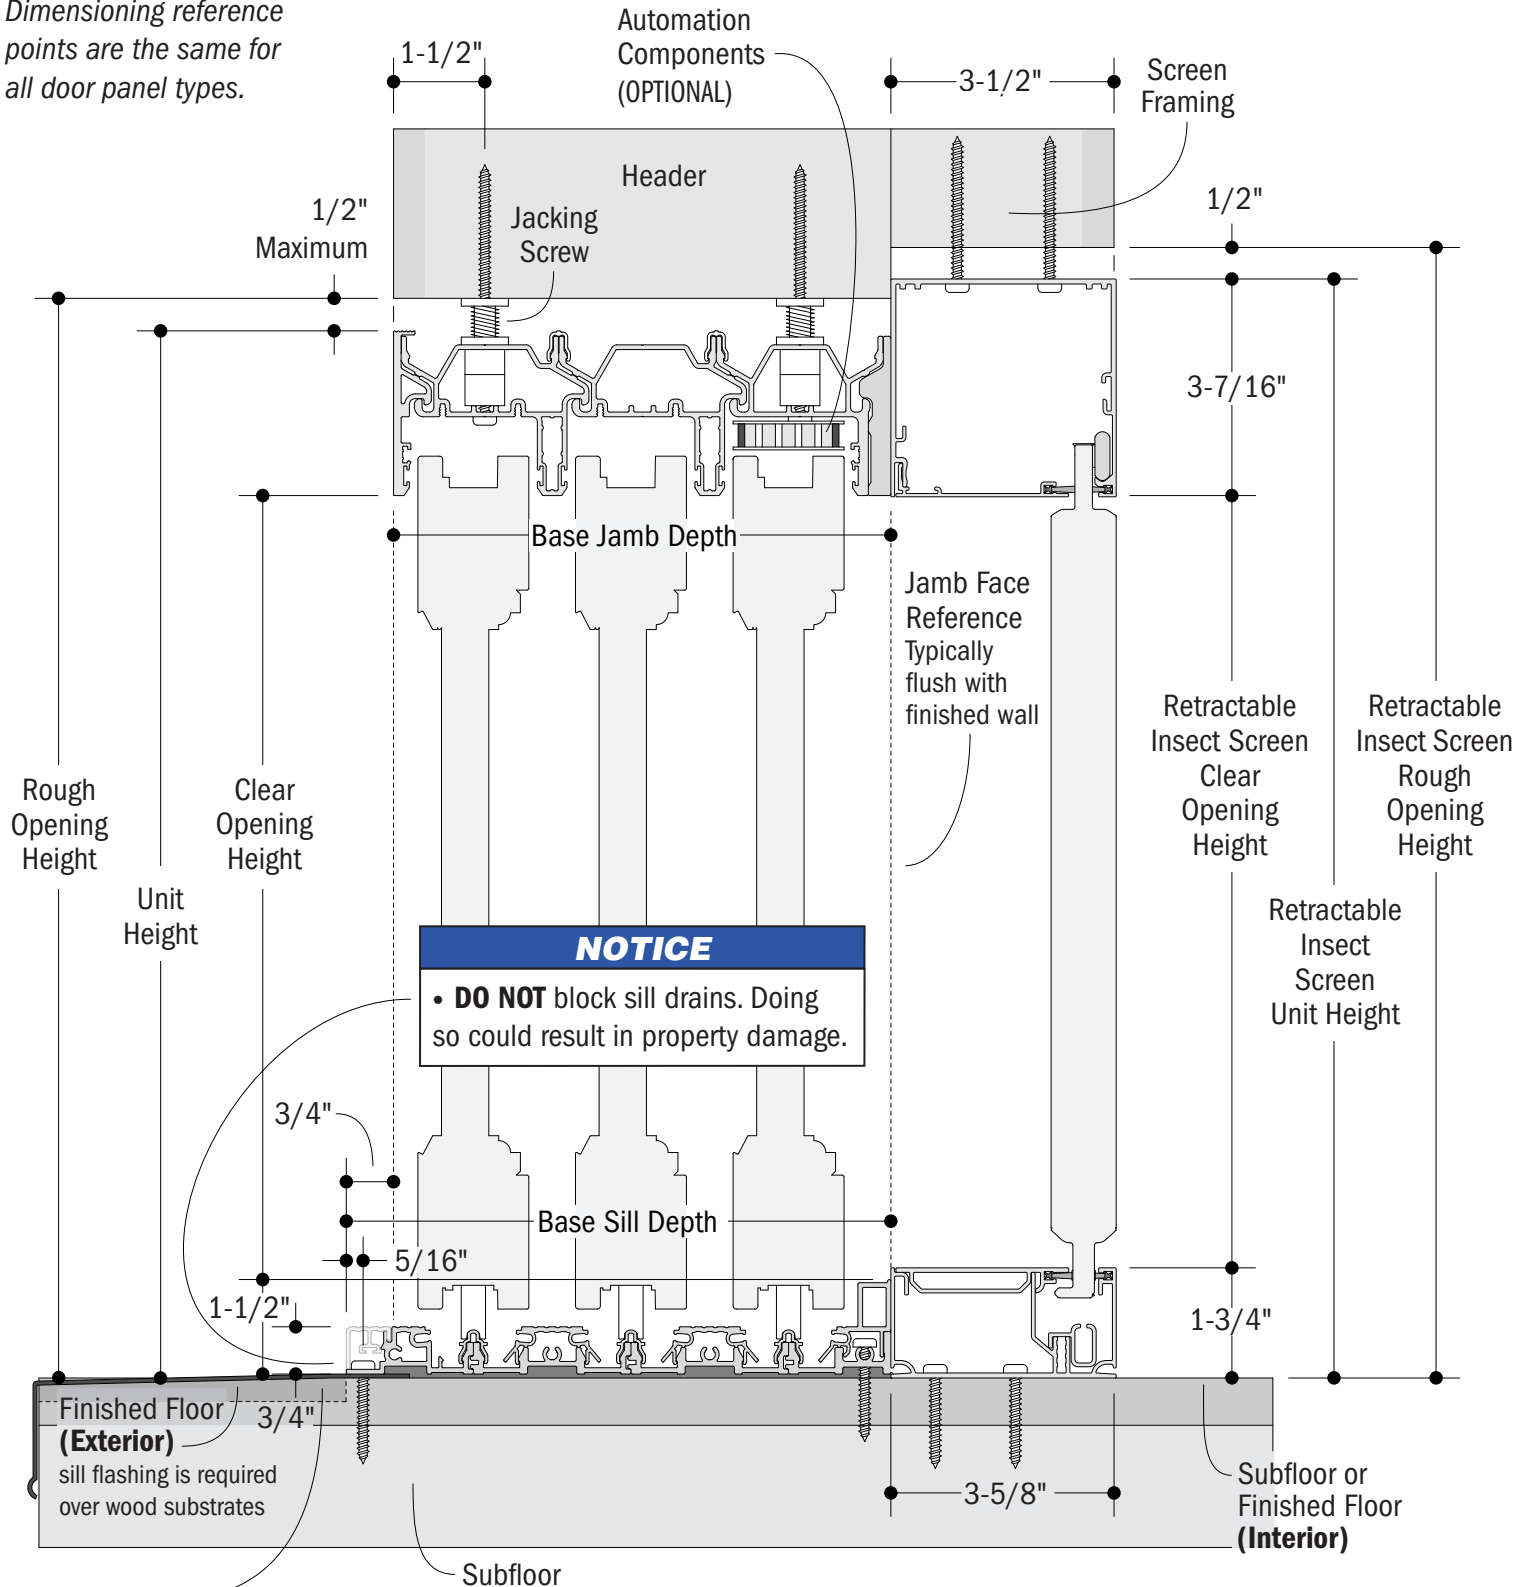 Dimensioning reference
points are the same for
all door panel types.
1-1/2"
Automation
Components
(OPTIONAL)
3-1/2"
Screen
Framing
Header
1/2"
Maximum
Jacking
Screw
1/2"
3-7/16"
Base Jamb Depth
Jamb Face
Reference
Typically
flush with
finished wall
Rough
Opening
Height
Unit
Height
Clear
Opening
Height
Retractable
Insect Screen
Clear
Opening
Height
Retractable
Insect Screen
Rough
Opening
Height
Retractable
Insect
Screen
Unit Height
NOTICE
• DO NOT block sill drains. Doing
so could result in property damage.
3/4"
Base Sill Depth
5/16"
1-1/2"
1-3/4"
Finished Floor
(Exterior)
sill flashing is required
over wood substrates
3/4"
3-5/8"
Subfloor or
Finished Floor
(Interior)
Subfloor